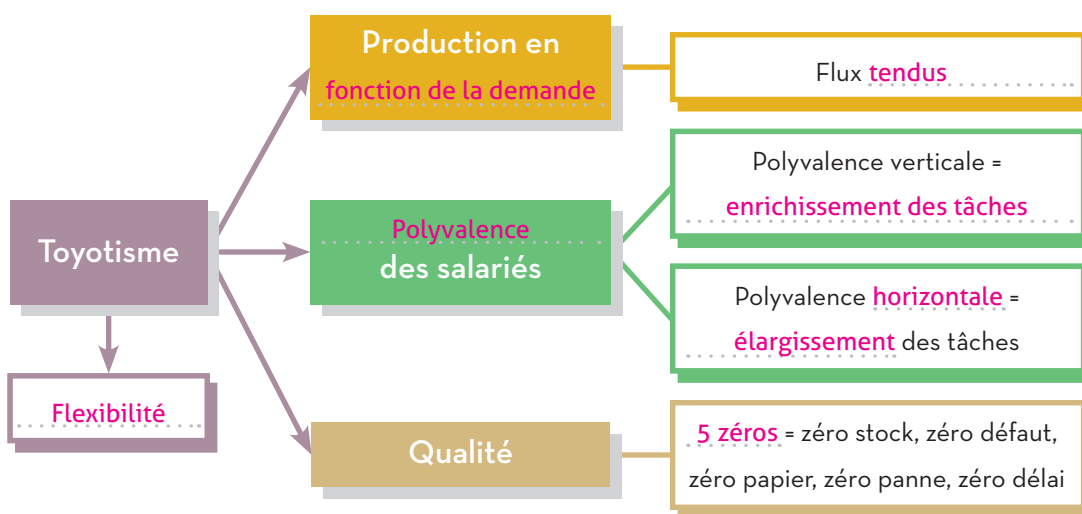 Production en
fonction de la demande
Flux tendus
Polyvalence verticale =
enrichissement des tâches
Toyotisme
Polyvalence
des salariés
Polyvalence horizontale =
élargissement des tâches
Flexibilité
Qualité
5 zéros = zéro stock, zéro défaut,
zéro papier, zéro panne, zéro délai